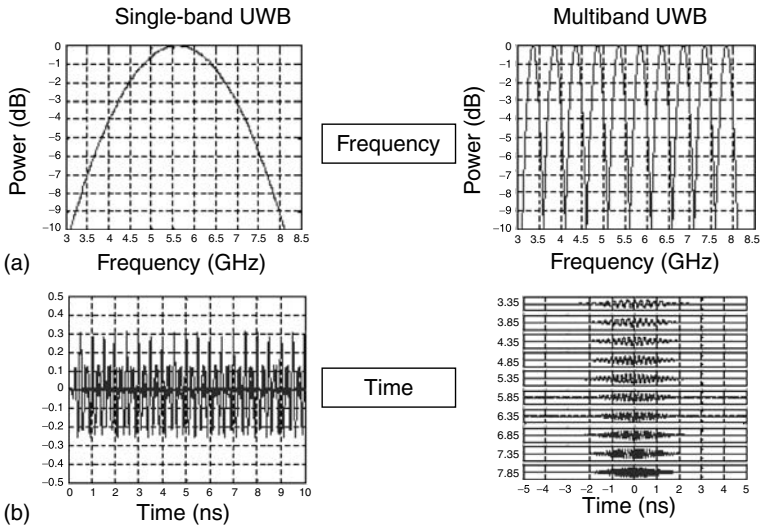 Single-band UWB
Multiband UWB
0
−1
−2
−3
−4
−5
−6
−7
−8
−9
−10
Power (dB)
3 3.5 4 4.5 5 5.5 6 6.5 7 7.5 8 8.5
Frequency (GHz)
Frequency
0
−1
−2
−3
−4
−5
−6
−7
−8
−9
−10
Power (dB)
3 3.5 4 4.5 5 5.5 6 6.5 7 7.5 8 8.5
Frequency (GHz)
(a)
0.5
0.4
0.3
0.2
0.1
0
−0.1
−0.2
−0.3
−0.4
−0.5
0 1 2 3 4 5 6 7 8 9 10
Time (ns)
Time
3.35
3.85
4.35
4.85
5.35
5.85
6.35
6.85
7.35
7.85
−5 −4 −3 −2 −1 0 1 2 3 4 5
Time (ns)
(b)